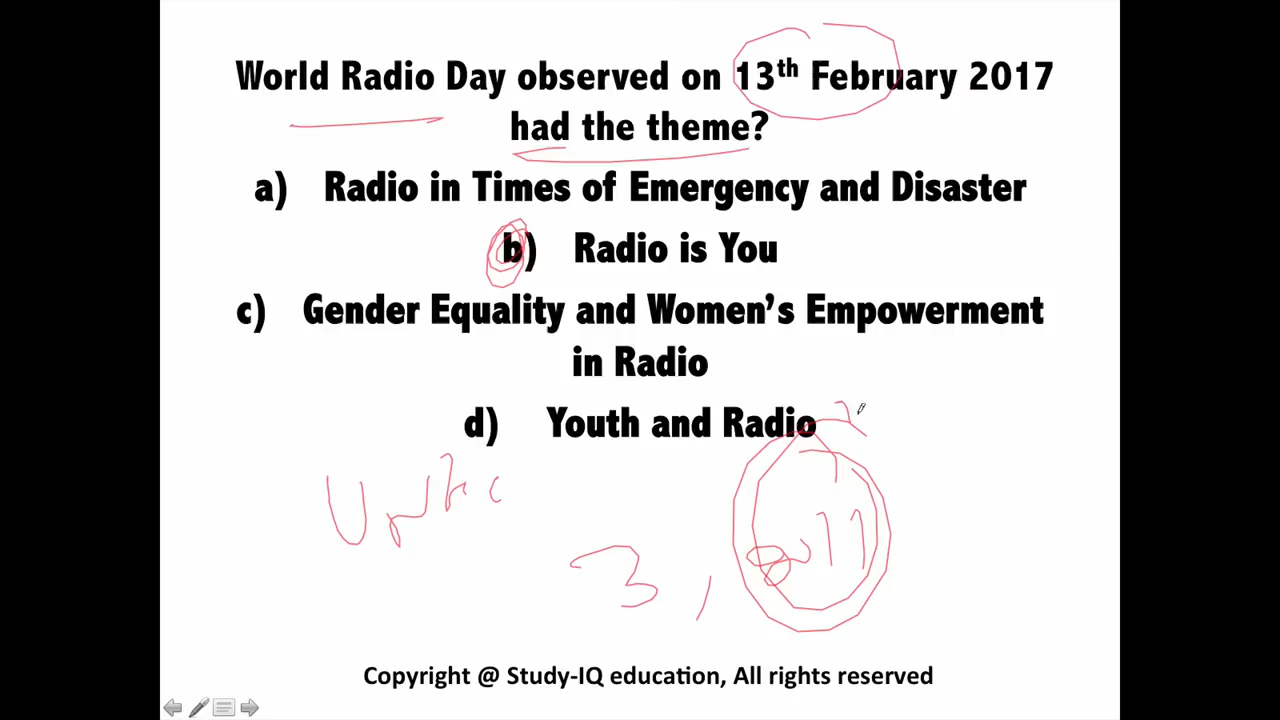 World Radio Day observed on 13th February 2017
had the theme?
a) Radio in Times of Emergency and Disaster
b) Radio is You
c) Gender Equality and Women's Empowerment
in Radio
d) Youth and Radio
3,
Copyright @ Study-IQ education, All rights reserved